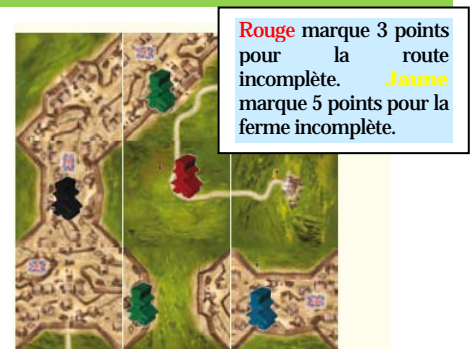 Rouge marque 3 points
pour la route
incomplète. Jaune
marque 5 points pour la
ferme incomplète.